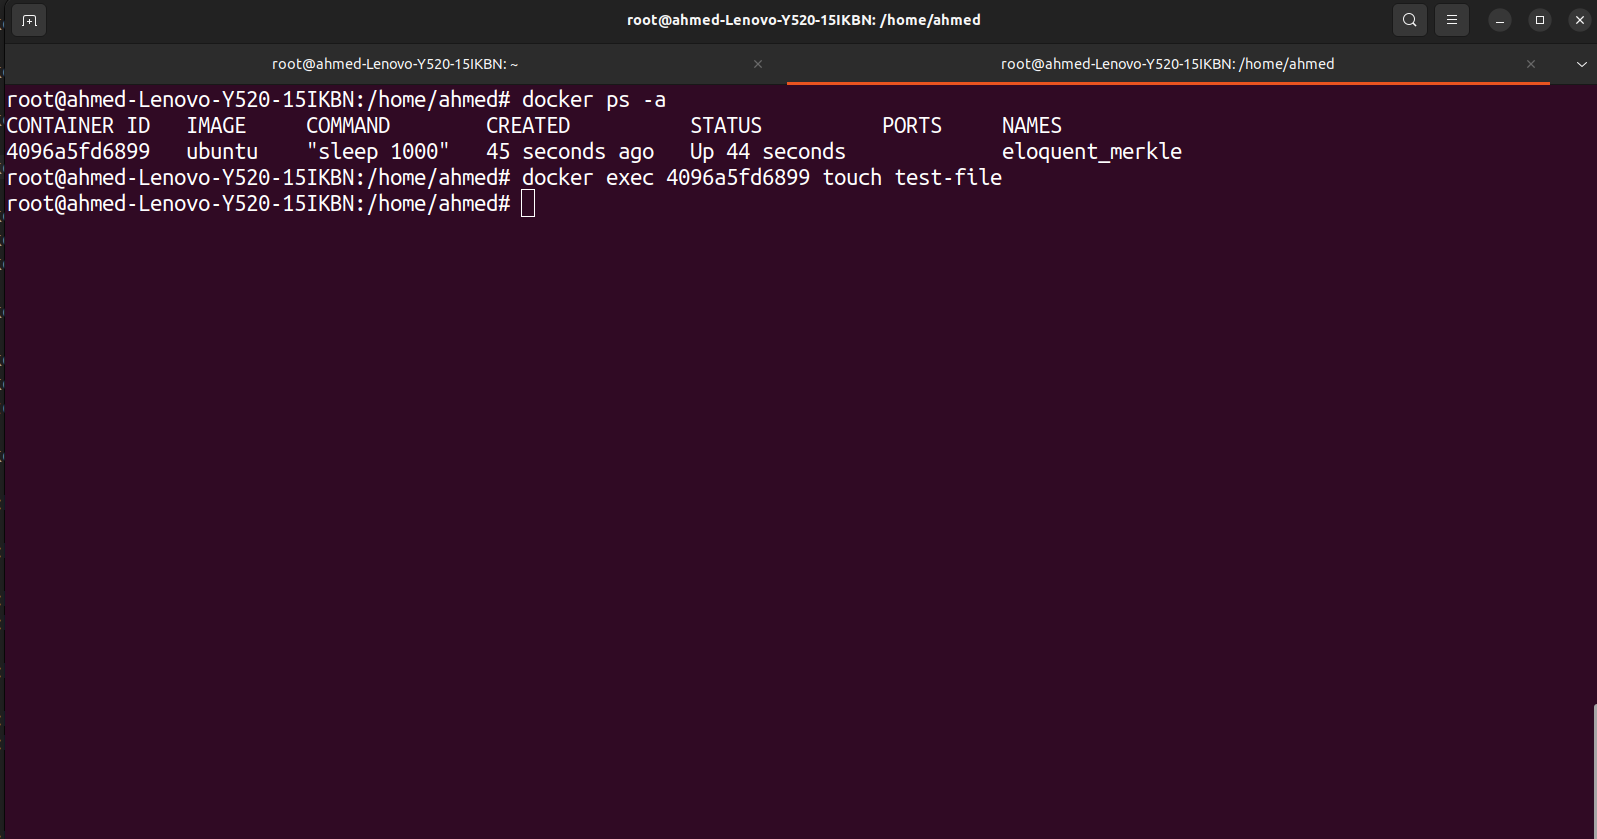 root@ahmed-Lenovo-Y520-15IKBN: /home/ahmed
root@ahmed-Lenovo-Y520-15IKBN: ~
root@ahmed-Lenovo-Y520-15IKBN: /home/ahmed
root@ahmed-Lenovo-Y520-15IKBN:/home/ahmed# docker ps -a
CONTAINER ID   IMAGE     COMMAND        CREATED          STATUS          PORTS     NAMES
4096a5fd6899   ubuntu    "sleep 1000"   45 seconds ago   Up 44 seconds             eloquent_merkle
root@ahmed-Lenovo-Y520-15IKBN:/home/ahmed# docker exec 4096a5fd6899 touch test-file
root@ahmed-Lenovo-Y520-15IKBN:/home/ahmed#